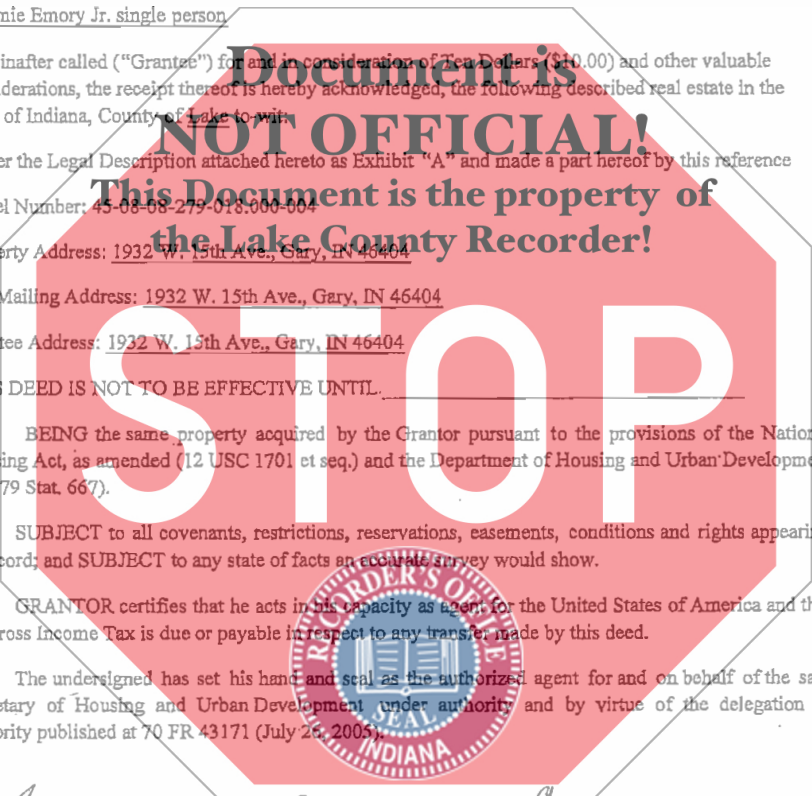 mie Emory Jr. single person
inafter called ("Grantee") for and in consideration of Ten Dollars ($10.00) and other valuable
derations, the receipt thereof is hereby acknowledged, the following described real estate in the
of Indiana, County of Lake to-wit:
er the Legal Description attached hereto as Exhibit "A" and made a part hereof by this reference
el Number: 45-08-08-279-018.000-004
erty Address: 1932 W. 15th Ave., Gary, IN 46404
Mailing Address: 1932 W. 15th Ave., Gary, IN 46404
tee Address: 1932 W. 15th Ave., Gary, IN 46404
S DEED IS NOT TO BE EFFECTIVE UNTIL
BEING the same property acquired by the Grantor pursuant to the provisions of the Nation
ing Act, as amended (12 USC 1701 et seq.) and the Department of Housing and Urban Developme
79 Stat. 667).
SUBJECT to all covenants, restrictions, reservations, easements, conditions and rights appeari
cord; and SUBJECT to any state of facts an accurate survey would show.
GRANTOR certifies that he acts in his capacity as agent for the United States of America and th
ross Income Tax is due or payable in respect to any transfer made by this deed.
The undersigned has set his hand and seal as the authorized agent for and on behalf of the sa
etary of Housing and Urban Development under authority and by virtue of the delegation
ority published at 70 FR 43171 (July 26, 2005).
Document is
NOT OFFICIAL!
This Document is the property of
the Lake County Recorder!
STOP
RECORDER'S OFFICE
SEAL
INDIANA